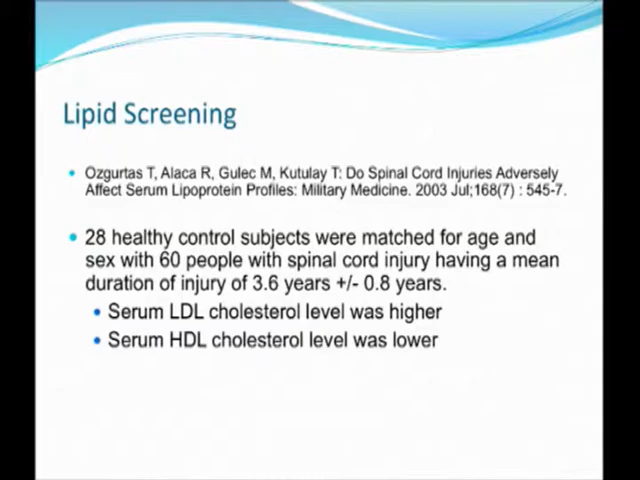 Lipid Screening
• Ozgurtas T, Alaca R, Gulec M, Kutulay T: Do Spinal Cord Injuries Adversely
Affect Serum Lipoprotein Profiles: Military Medicine. 2003 Jul;168(7) : 545-7.
• 28 healthy control subjects were matched for age and
sex with 60 people with spinal cord injury having a mean
duration of injury of 3.6 years +/- 0.8 years.
• Serum LDL cholesterol level was higher
• Serum HDL cholesterol level was lower